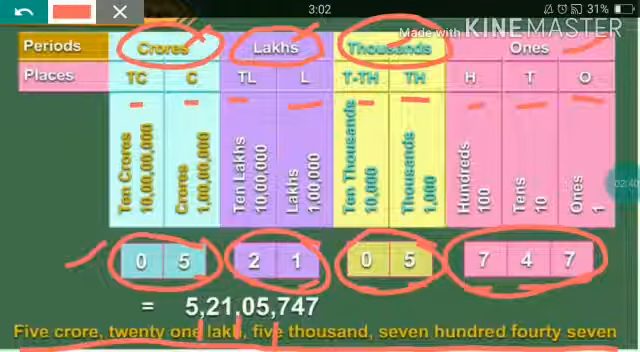 3:02 31%
Made with KINEMASTER
Periods Crores Lakhs Thousands Ones
Places TC C TL L T-TH TH H T O
Ten Crores 10,00,00,000
Crores 1,00,00,000
Ten Lakhs 10,00,000
Lakhs 1,00,000
Ten Thousands 10,000
Thousands 1,000
Hundreds 100
Tens 10
Ones 1
02:40
0 5 2 1 0 5 7 4 7
= 5,21,05,747
Five crore, twenty one lakh, five thousand, seven hundred fourty seven